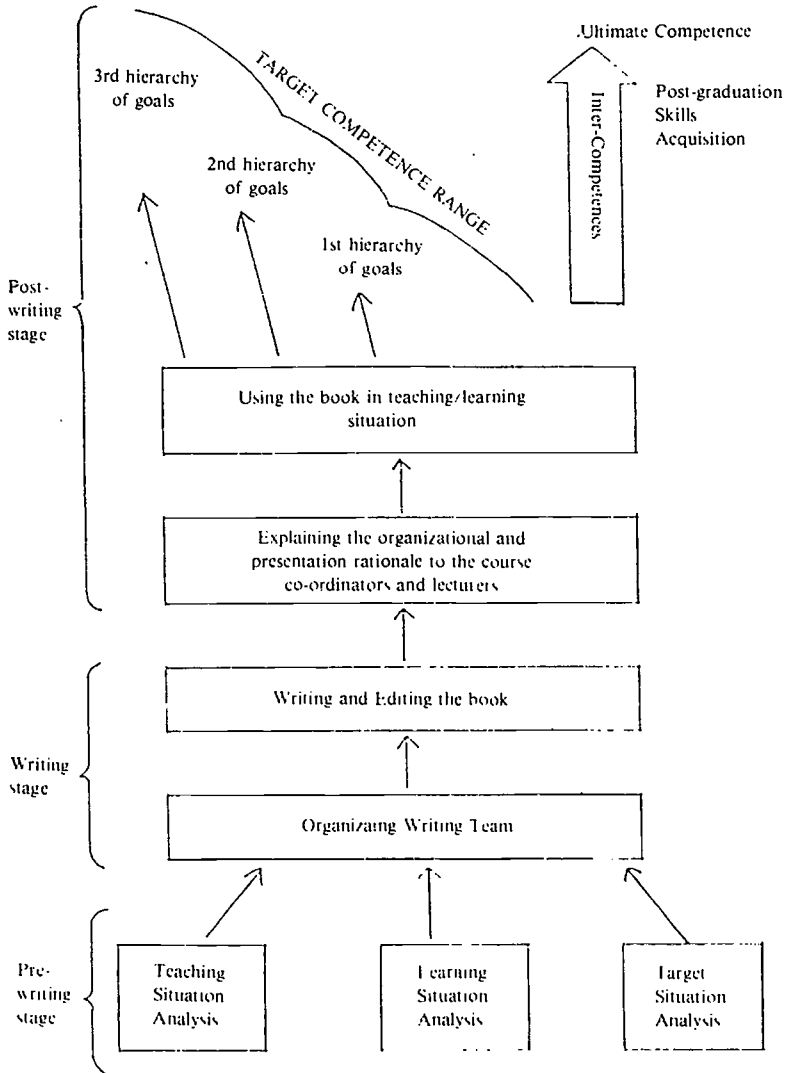 .Ultimate Competence
3rd hierarchy
of goals
TARGET COMPETENCE RANGE
Inter-Competences
Post-graduation
Skills
Acquisition
2nd hierarchy
of goals
1st hierarchy
of goals
Post-
writing
stage
Using the book in teaching/learning
situation
Explaining the organizational and
presentation rationale to the course
co-ordinators and lecturers
Writing and Editing the book
Writing
stage
Organizing Writing Team
Pre-
writing
stage
Teaching
Situation
Analysis
Learning
Situation
Analysis
Target
Situation
Analysis